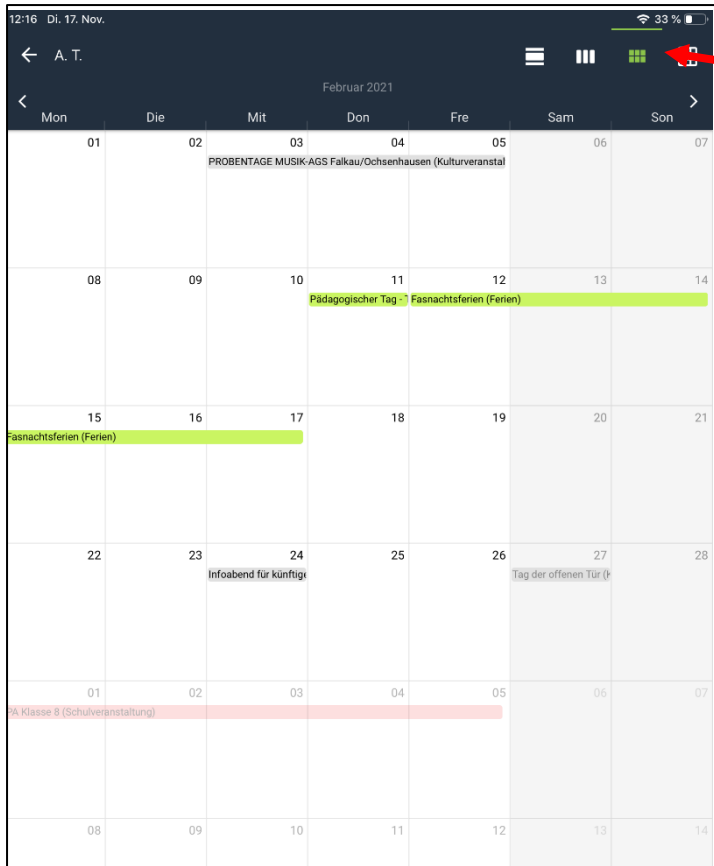 12:16 Di. 17. Nov. 33 %
A. T.
Februar 2021
Mon Die Mit Don Fre Sam Son
01 02 03 04 05 06 07
PROBENTAGE MUSIK-AGS Falkau/Ochsenhausen (Kulturveranstal
08 09 10 11 12 13 14
Pädagogischer Tag - Fasnachtsferien (Ferien)
15 16 17 18 19 20 21
Fasnachtsferien (Ferien)
22 23 24 25 26 27 28
Infoabend für künftige Tag der offenen Tür (
01 02 03 04 05 06 07
PA Klasse 8 (Schulveranstaltung)
08 09 10 11 12 13 14